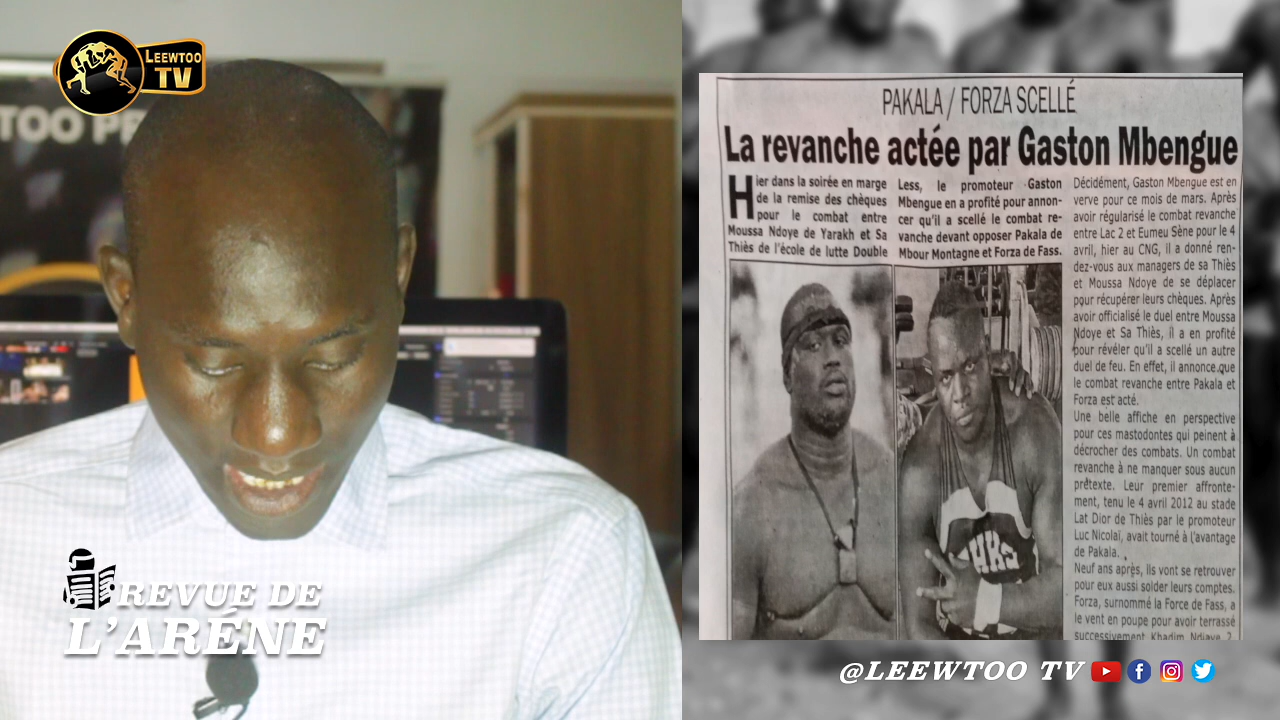 LEEWTOO
TV
TOO PR
PAKALA / FORZA SCELLÉ
La revanche actée par Gaston Mbengue
Hier dans la soirée en marge
de la remise des chèques
pour le combat entre
Moussa Ndoye de Yarakh et Sa
Thiès de l'école de lutte Double
Less, le promoteur Gaston
Mbengue en a profité pour annon-
cer qu'il a scellé le combat re-
vanche devant opposer Pakala de
Mbour Montagne et Forza de Fass.
Décidément, Gaston Mbengue est en
verve pour ce mois de mars. Après
avoir régularisé le combat revanche
entre Lac 2 et Eumeu Sène pour le 4
avril, hier au CNG, il a donné ren-
dez-vous aux managers de sa Thiès
et Moussa Ndoye de se déplacer
pour récupérer leurs chèques. Après
avoir officialisé le duel entre Moussa
Ndoye et Sa Thiès, il a en profité
pour révéler qu'il a scellé un autre
duel de feu. En effet, il annonce que
le combat revanche entre Pakala et
Forza est acté.
Une belle affiche en perspective
pour ces mastodontes qui peinent à
décrocher des combats. Un combat
revanche à ne manquer sous aucun
prétexte. Leur premier affronte-
ment, tenu le 4 avril 2012 au stade
Lat Dior de Thiès par le promoteur
Luc Nicolaï, avait tourné à l'avantage
de Pakala.
Neuf ans après, ils vont se retrouver
pour eux aussi solder leurs comptes.
Forza, surnommé la Force de Fass, a
le vent en poupe pour avoir terrassé
successivement Khadim Ndiaye 2,
REVUE DE
L'ARÉNE
@LEEWTOO TV